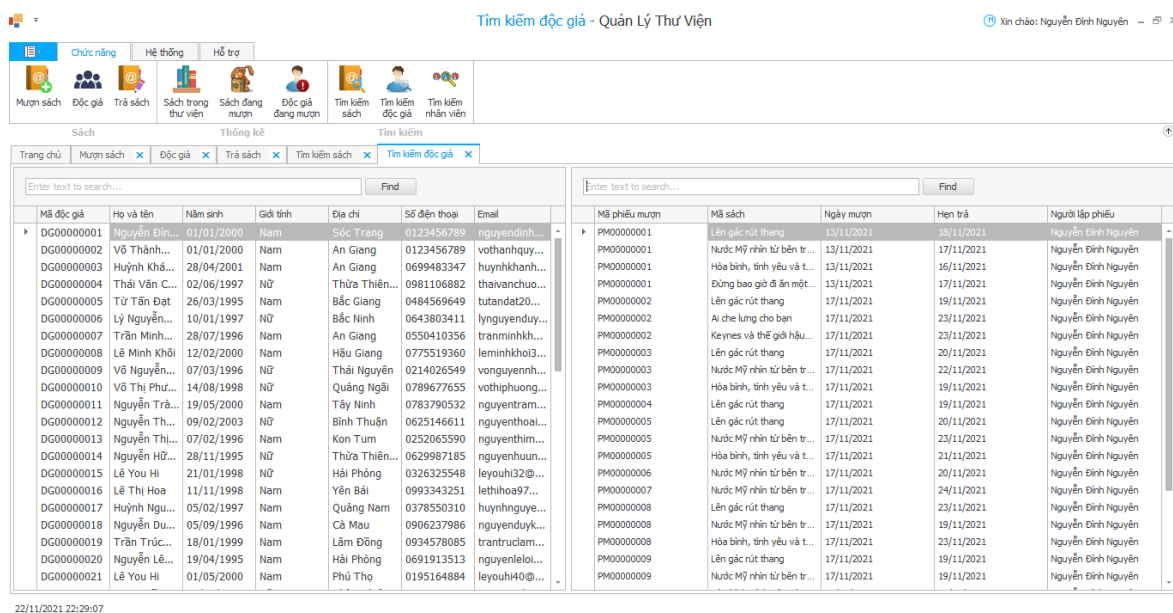 Tìm kiếm độc giả - Quản Lý Thư Viện
Xin chào: Nguyễn Đình Nguyên
Chức năng Hệ thống Hỗ trợ
Mượn sách Độc giả Trả sách Sách trong thư viện Sách đang mượn Độc giả đang mượn Tìm kiếm sách Tìm kiếm độc giả Tìm kiếm nhân viên
Sách Thống kê Tìm kiếm
Trang chủ Mượn sách Độc giả Trả sách Tìm kiếm sách Tìm kiếm độc giả
Enter text to search... Find
Mã độc giả Họ và tên Năm sinh Giới tính Địa chỉ Số điện thoại Email
DG00000001 Nguyễn Đìn... 01/01/2000 Nam Sóc Trang 0123456789 nguyendinh...
DG00000002 Võ Thành... 01/01/2000 Nam An Giang 0123456789 vothanhquy...
DG00000003 Huỳnh Khá... 28/04/2001 Nam An Giang 0699483347 huynhkhanh...
DG00000004 Thái Văn C... 02/06/1997 Nữ Thừa Thiên... 0981106882 thaivanchuo...
DG00000005 Từ Tấn Đạt 26/03/1995 Nam Bắc Giang 0484569649 tutandat20...
DG00000006 Lý Nguyễn... 10/01/1997 Nữ Bắc Ninh 0643803411 lynguyenduy...
DG00000007 Trần Minh... 28/07/1996 Nam An Giang 0550410356 tranminhkh...
DG00000008 Lê Minh Khôi 12/02/2000 Nam Hậu Giang 0775519360 leminhkhoi3...
DG00000009 Võ Nguyễn... 07/03/1996 Nữ Thái Nguyên 0214026549 vonguyennh...
DG00000010 Võ Thị Phư... 14/08/1998 Nữ Quảng Ngãi 0789677655 vothiphuong...
DG00000011 Nguyễn Trà... 19/05/2000 Nam Tây Ninh 0783790532 nguyentram...
DG00000012 Nguyễn Th... 09/02/2003 Nữ Bình Thuận 0625146611 nguyenthoai...
DG00000013 Nguyễn Thị... 07/02/1996 Nam Kon Tum 0252065590 nguyenthim...
DG00000014 Nguyễn Hữ... 28/11/1995 Nữ Thừa Thiên... 0629987185 nguyenhuun...
DG00000015 Lê You Hi 21/01/1998 Nữ Hải Phòng 0326325548 leyouhi32@...
DG00000016 Lê Thị Hoa 11/11/1998 Nam Yên Bái 0993343251 lethihoa97...
DG00000017 Huỳnh Ngu... 05/02/1997 Nam Quảng Nam 0378550310 huynhnguye...
DG00000018 Nguyễn Du... 05/09/1996 Nam Cà Mau 0906237986 nguyenduyk...
DG00000019 Trần Trúc... 18/01/1999 Nam Lâm Đồng 0934578085 trantruclam...
DG00000020 Nguyễn Lê... 19/04/1995 Nam Hải Phòng 0691913513 nguyenleloi...
DG00000021 Lê You Hi 01/05/2000 Nam Phú Thọ 0195164884 leyouhi40@...
Enter text to search... Find
Mã phiếu mượn Mã sách Ngày mượn Hẹn trả Người lập phiếu
PM00000001 Lên gác rút thang 13/11/2021 18/11/2021 Nguyễn Đình Nguyên
PM00000001 Nước Mỹ nhìn từ bên tr... 13/11/2021 17/11/2021 Nguyễn Đình Nguyên
PM00000001 Hòa bình, tình yêu và t... 13/11/2021 16/11/2021 Nguyễn Đình Nguyên
PM00000001 Đừng bao giờ đi ăn một... 13/11/2021 17/11/2021 Nguyễn Đình Nguyên
PM00000002 Lên gác rút thang 17/11/2021 19/11/2021 Nguyễn Đình Nguyên
PM00000002 Ai che lưng cho bạn 17/11/2021 23/11/2021 Nguyễn Đình Nguyên
PM00000002 Keynes và thế giới hậu... 17/11/2021 23/11/2021 Nguyễn Đình Nguyên
PM00000003 Lên gác rút thang 17/11/2021 20/11/2021 Nguyễn Đình Nguyên
PM00000003 Nước Mỹ nhìn từ bên tr... 17/11/2021 22/11/2021 Nguyễn Đình Nguyên
PM00000003 Hòa bình, tình yêu và t... 17/11/2021 19/11/2021 Nguyễn Đình Nguyên
PM00000004 Lên gác rút thang 17/11/2021 19/11/2021 Nguyễn Đình Nguyên
PM00000005 Lên gác rút thang 17/11/2021 20/11/2021 Nguyễn Đình Nguyên
PM00000005 Nước Mỹ nhìn từ bên tr... 17/11/2021 23/11/2021 Nguyễn Đình Nguyên
PM00000005 Hòa bình, tình yêu và t... 17/11/2021 21/11/2021 Nguyễn Đình Nguyên
PM00000006 Nước Mỹ nhìn từ bên tr... 17/11/2021 20/11/2021 Nguyễn Đình Nguyên
PM00000007 Nước Mỹ nhìn từ bên tr... 17/11/2021 24/11/2021 Nguyễn Đình Nguyên
PM00000008 Lên gác rút thang 17/11/2021 23/11/2021 Nguyễn Đình Nguyên
PM00000008 Nước Mỹ nhìn từ bên tr... 17/11/2021 19/11/2021 Nguyễn Đình Nguyên
PM00000008 Hòa bình, tình yêu và t... 17/11/2021 23/11/2021 Nguyễn Đình Nguyên
PM00000009 Lên gác rút thang 17/11/2021 19/11/2021 Nguyễn Đình Nguyên
PM00000009 Nước Mỹ nhìn từ bên tr... 17/11/2021 19/11/2021 Nguyễn Đình Nguyên
22/11/2021 22:29:07